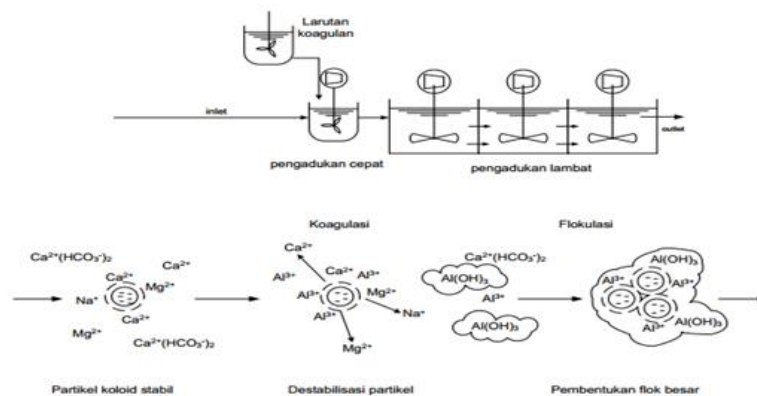 Larutan
koagulan
inlet
outlet
pengadukan cepat
pengadukan lambat
Koagulasi
Flokulasi
Ca²⁺(HCO₃⁻)₂
Ca²⁺
Ca²⁺
Mg²⁺
Na⁺
Ca²⁺
Mg²⁺
Ca²⁺(HCO₃⁻)₂
Ca²⁺
Al³⁺
Ca²⁺
Al³⁺
Al³⁺
Mg²⁺
Al³⁺
Na⁺
Mg²⁺
Ca²⁺(HCO₃⁻)₂
Al(OH)₃
Al³⁺
Al(OH)₃
Al(OH)₃
Al³⁺
Al³⁺
Al³⁺
Al(OH)₃
Partikel koloid stabil
Destabilisasi partikel
Pembentukan flok besar